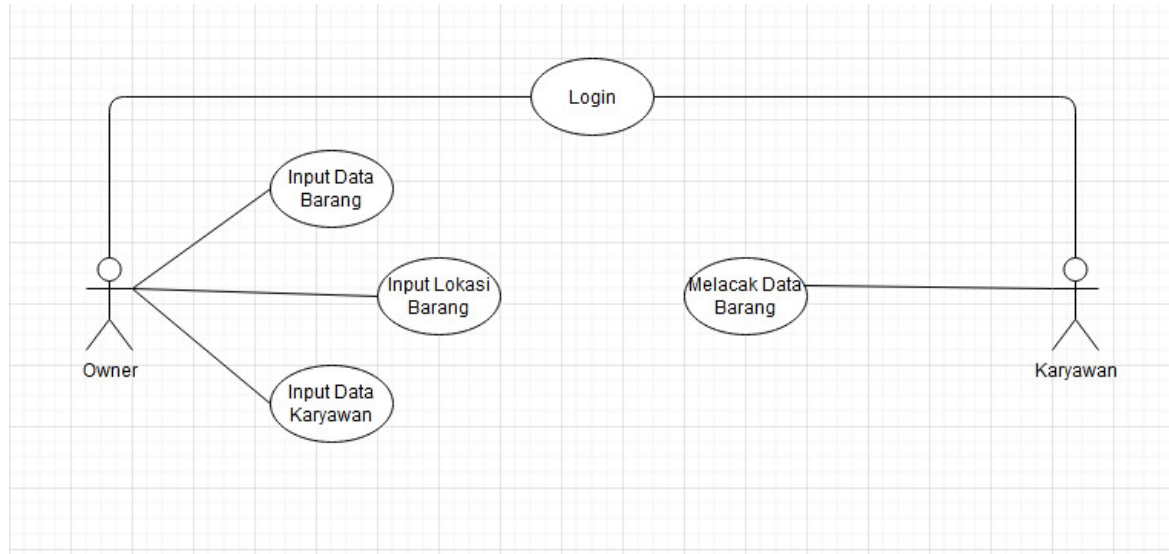 Login
Input Data
Barang
Input Lokasi
Barang
Melacak Data
Barang
Owner
Karyawan
Input Data
Karyawan